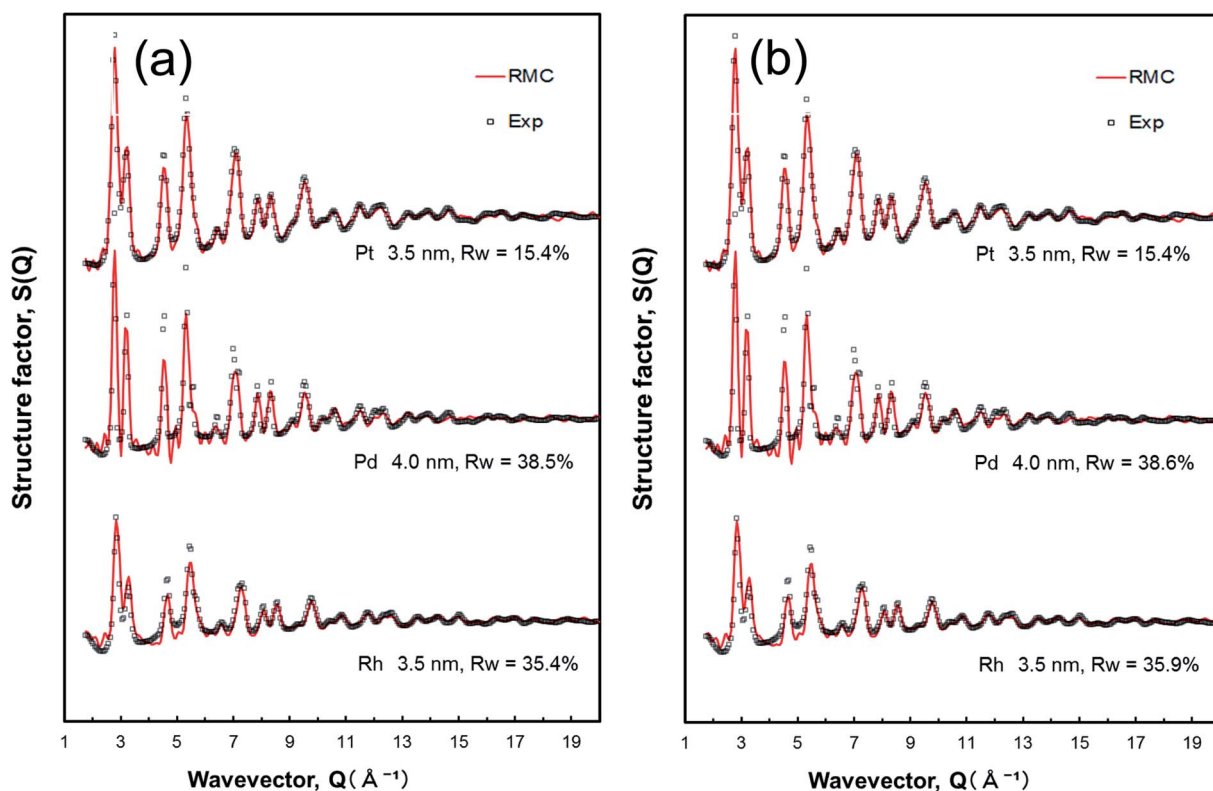 (a)
RMC
Exp
Pt 3.5 nm, Rw = 15.4%
Pd 4.0 nm, Rw = 38.5%
Rh 3.5 nm, Rw = 35.4%
Structure factor, S(Q)
1 3 5 7 9 11 13 15 17 19
Wavevector, Q(Å⁻¹)
(b)
RMC
Exp
Pt 3.5 nm, Rw = 15.4%
Pd 4.0 nm, Rw = 38.6%
Rh 3.5 nm, Rw = 35.9%
Structure factor, S(Q)
1 3 5 7 9 11 13 15 17 19
Wavevector, Q(Å⁻¹)